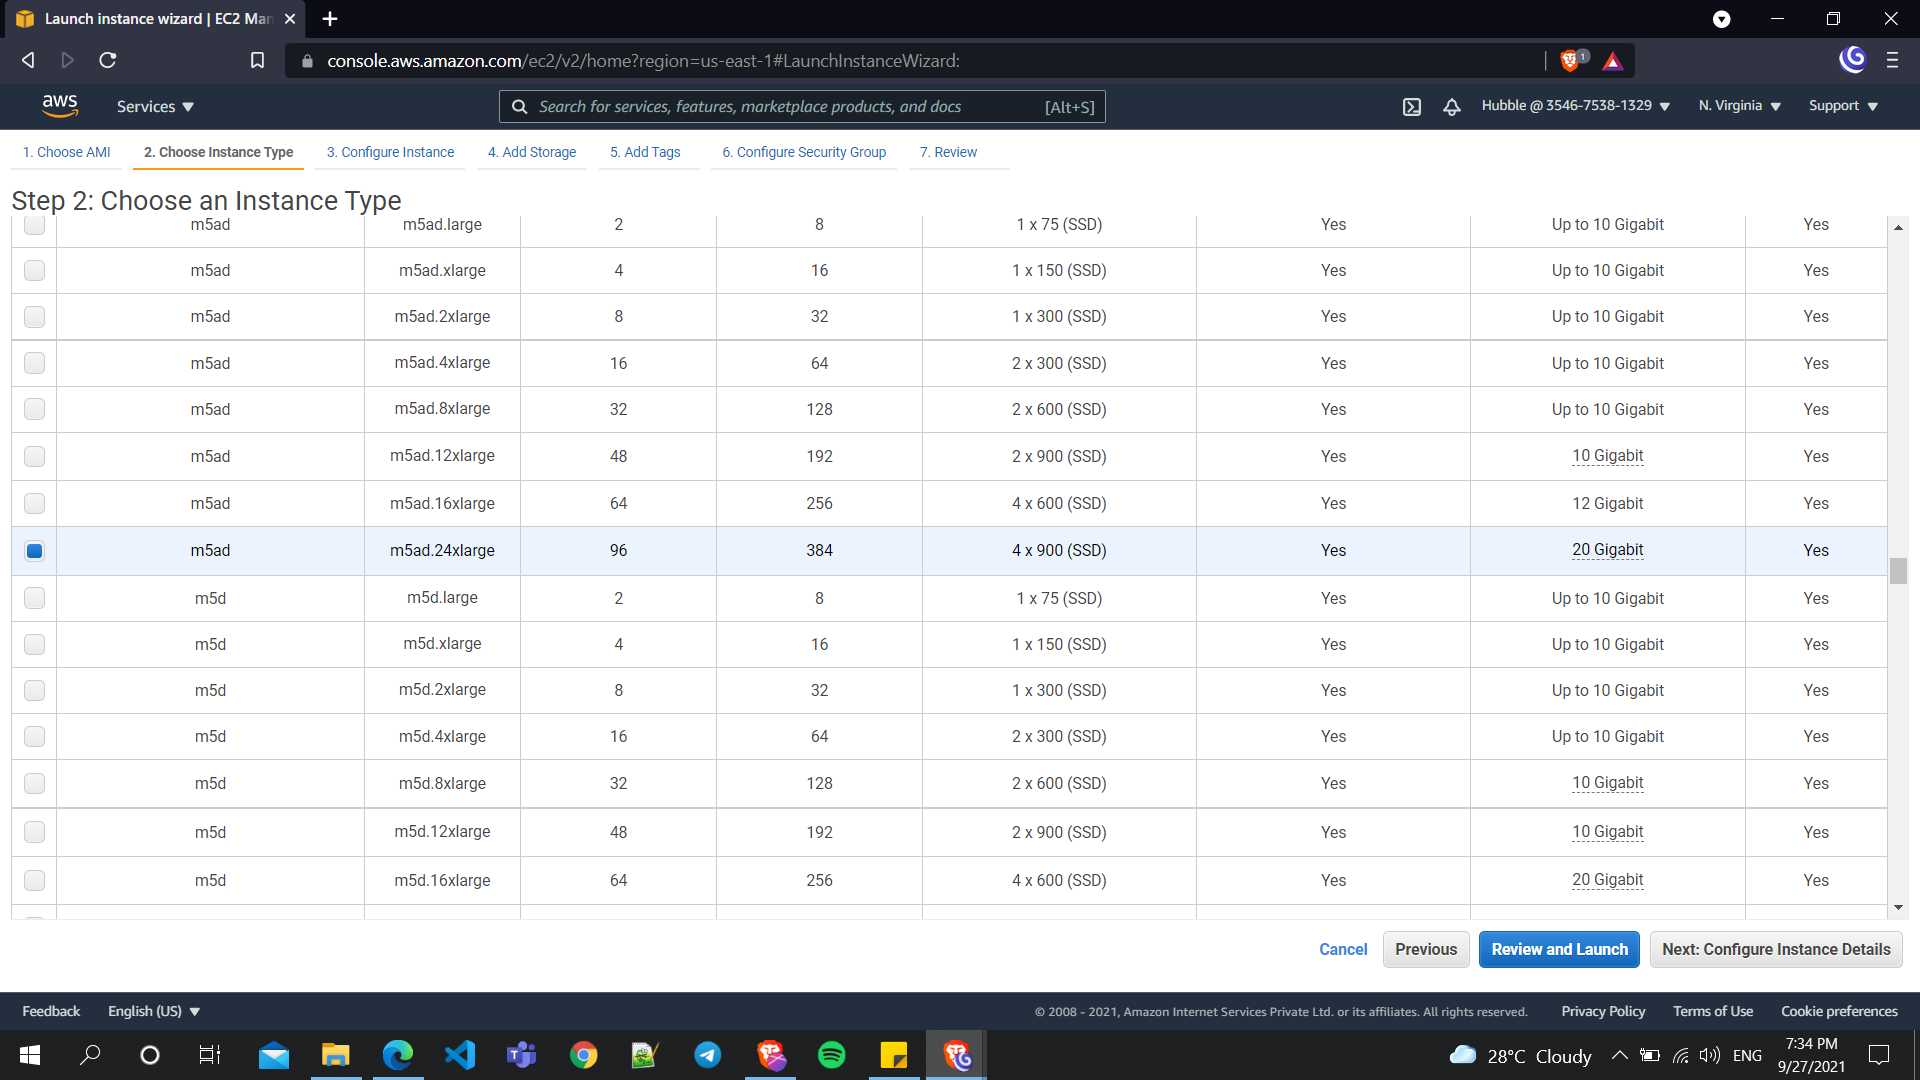 Launch instance wizard | EC2 Man
console.aws.amazon.com/ec2/v2/home?region=us-east-1#LaunchInstanceWizard:
1
aws
Services
Search for services, features, marketplace products, and docs
[Alt+S]
Hubble @ 3546-7538-1329
N. Virginia
Support
1. Choose AMI
2. Choose Instance Type
3. Configure Instance
4. Add Storage
5. Add Tags
6. Configure Security Group
7. Review
Step 2: Choose an Instance Type
m5ad m5ad.large 2 8 1 x 75 (SSD) Yes Up to 10 Gigabit Yes
m5ad m5ad.xlarge 4 16 1 x 150 (SSD) Yes Up to 10 Gigabit Yes
m5ad m5ad.2xlarge 8 32 1 x 300 (SSD) Yes Up to 10 Gigabit Yes
m5ad m5ad.4xlarge 16 64 2 x 300 (SSD) Yes Up to 10 Gigabit Yes
m5ad m5ad.8xlarge 32 128 2 x 600 (SSD) Yes Up to 10 Gigabit Yes
m5ad m5ad.12xlarge 48 192 2 x 900 (SSD) Yes 10 Gigabit Yes
m5ad m5ad.16xlarge 64 256 4 x 600 (SSD) Yes 12 Gigabit Yes
m5ad m5ad.24xlarge 96 384 4 x 900 (SSD) Yes 20 Gigabit Yes
m5d m5d.large 2 8 1 x 75 (SSD) Yes Up to 10 Gigabit Yes
m5d m5d.xlarge 4 16 1 x 150 (SSD) Yes Up to 10 Gigabit Yes
m5d m5d.2xlarge 8 32 1 x 300 (SSD) Yes Up to 10 Gigabit Yes
m5d m5d.4xlarge 16 64 2 x 300 (SSD) Yes Up to 10 Gigabit Yes
m5d m5d.8xlarge 32 128 2 x 600 (SSD) Yes 10 Gigabit Yes
m5d m5d.12xlarge 48 192 2 x 900 (SSD) Yes 10 Gigabit Yes
m5d m5d.16xlarge 64 256 4 x 600 (SSD) Yes 20 Gigabit Yes
Cancel
Previous
Review and Launch
Next: Configure Instance Details
Feedback
English (US)
© 2008 - 2021, Amazon Internet Services Private Ltd. or its affiliates. All rights reserved.
Privacy Policy
Terms of Use
Cookie preferences
28°C Cloudy
ENG
7:34 PM
9/27/2021